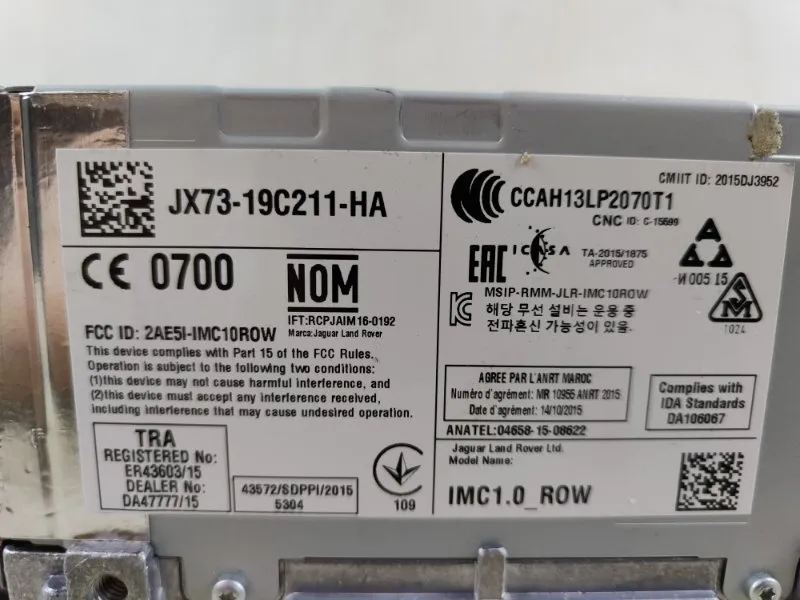 JX73-19C211-HA
CE 0700
NOM
IFT:RCPJAIM16-0192
Marca:Jaguar Land Rover
FCC ID: 2AE5I-IMC10ROW
This device complies with Part 15 of the FCC Rules.
Operation is subject to the following two conditions:
(1)this device may not cause harmful interference, and
(2)this device must accept any interference received,
including interference that may cause undesired operation.
TRA
REGISTERED No:
ER43603/15
DEALER No:
DA47777/15
43572/SDPPI/2015
5304
109
CMIIT ID: 2015DJ3952
CCAH13LP2070T1
CNC ID: C-15599
EAC
ICASA
TA-2015/1875
APPROVED
-И 005 15
MSIP-RMM-JLR-IMC10ROW
해당 무선 설비는 운용 중
전파혼신 가능성이 있음.
1024
AGREE PAR L'ANRT MAROC
Numéro d'agrément: MR 10955 ANRT 2015
Date d'agrément: 14/10/2015
Complies with
IDA Standards
DA106067
ANATEL:04658-15-08622
Jaguar Land Rover Ltd.
Model Name:
IMC1.0_ROW